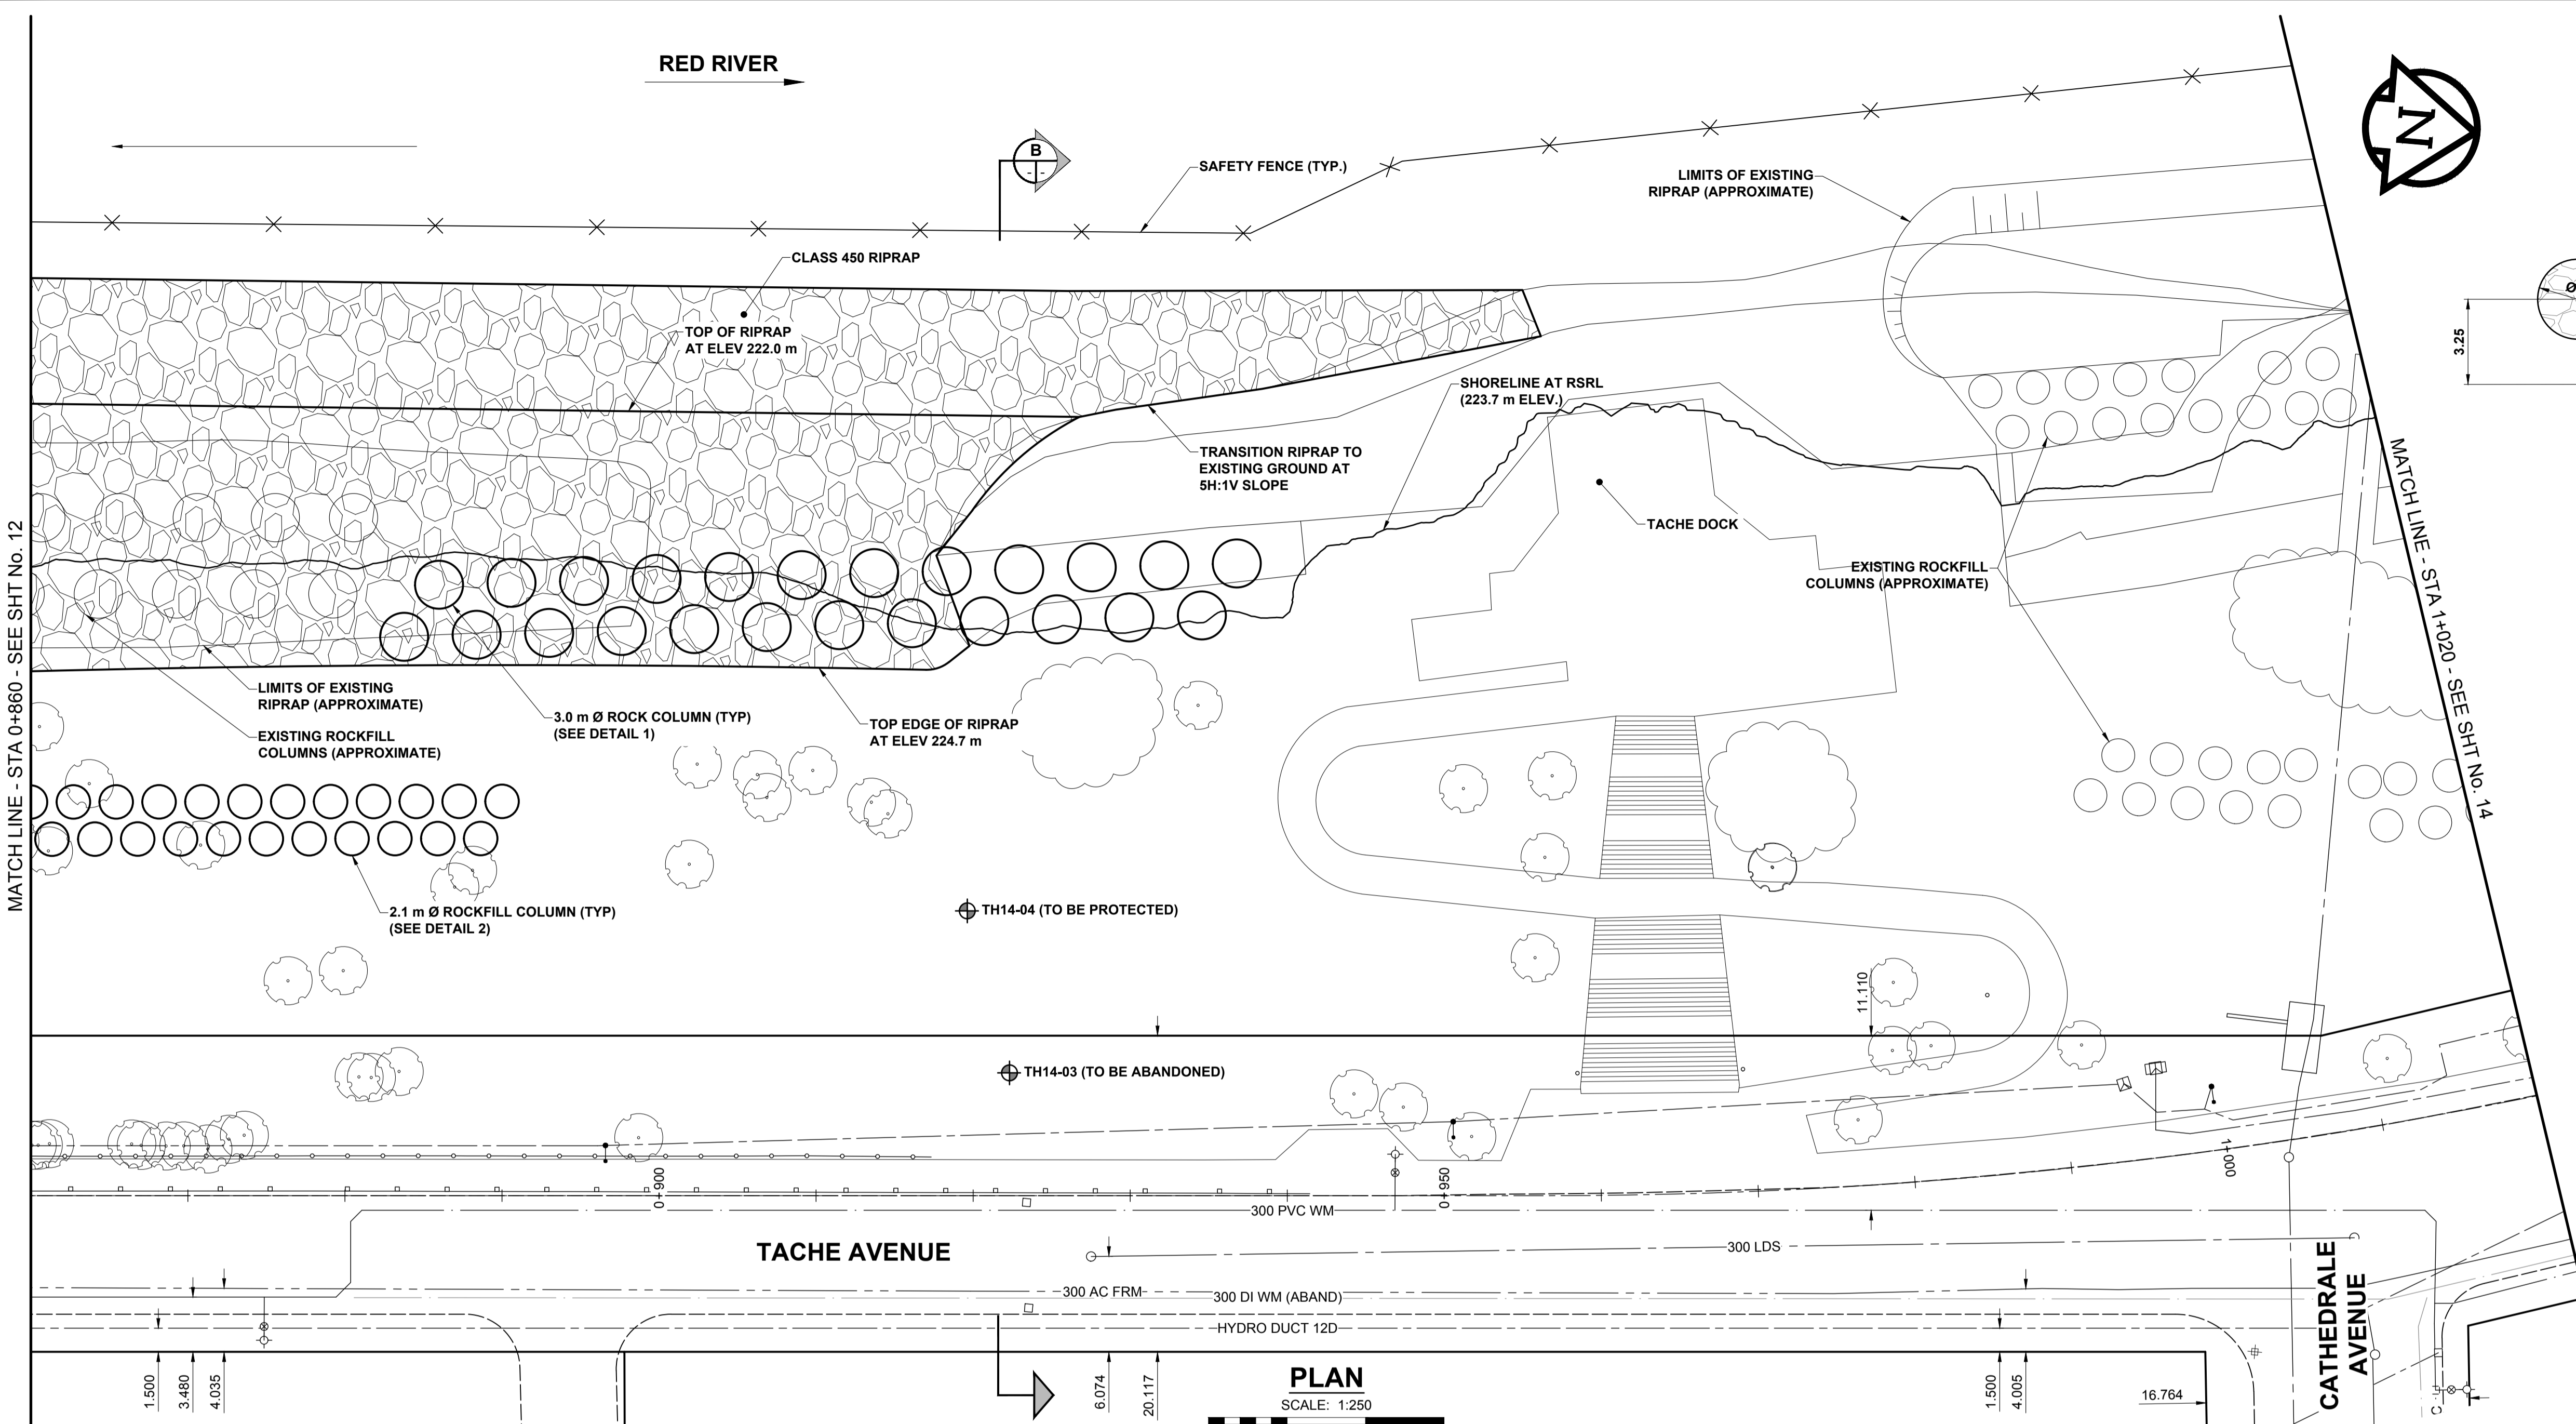 RED RIVER
N
B
- -
SAFETY FENCE (TYP.)
LIMITS OF EXISTING
RIPRAP (APPROXIMATE)
CLASS 450 RIPRAP
Ø
3.25
TOP OF RIPRAP
AT ELEV 222.0 m
SHORELINE AT RSRL
(223.7 m ELEV.)
TRANSITION RIPRAP TO
EXISTING GROUND AT
5H:1V SLOPE
TACHE DOCK
EXISTING ROCKFILL
COLUMNS (APPROXIMATE)
MATCH LINE - STA 0+860 - SEE SHT No. 12
MATCH LINE - STA 1+020 - SEE SHT No. 14
LIMITS OF EXISTING
RIPRAP (APPROXIMATE)
EXISTING ROCKFILL
COLUMNS (APPROXIMATE)
3.0 m Ø ROCK COLUMN (TYP)
(SEE DETAIL 1)
TOP EDGE OF RIPRAP
AT ELEV 224.7 m
2.1 m Ø ROCKFILL COLUMN (TYP)
(SEE DETAIL 2)
TH14-04 (TO BE PROTECTED)
11.110
TH14-03 (TO BE ABANDONED)
0+900
0+950
1+000
300 PVC WM
TACHE AVENUE
300 LDS
300 AC FRM
300 DI WM (ABAND)
HYDRO DUCT 12D
CATHEDRALE
AVENUE
1.500
3.480
4.035
6.074
20.117
1.500
4.005
16.764
PLAN
SCALE: 1:250